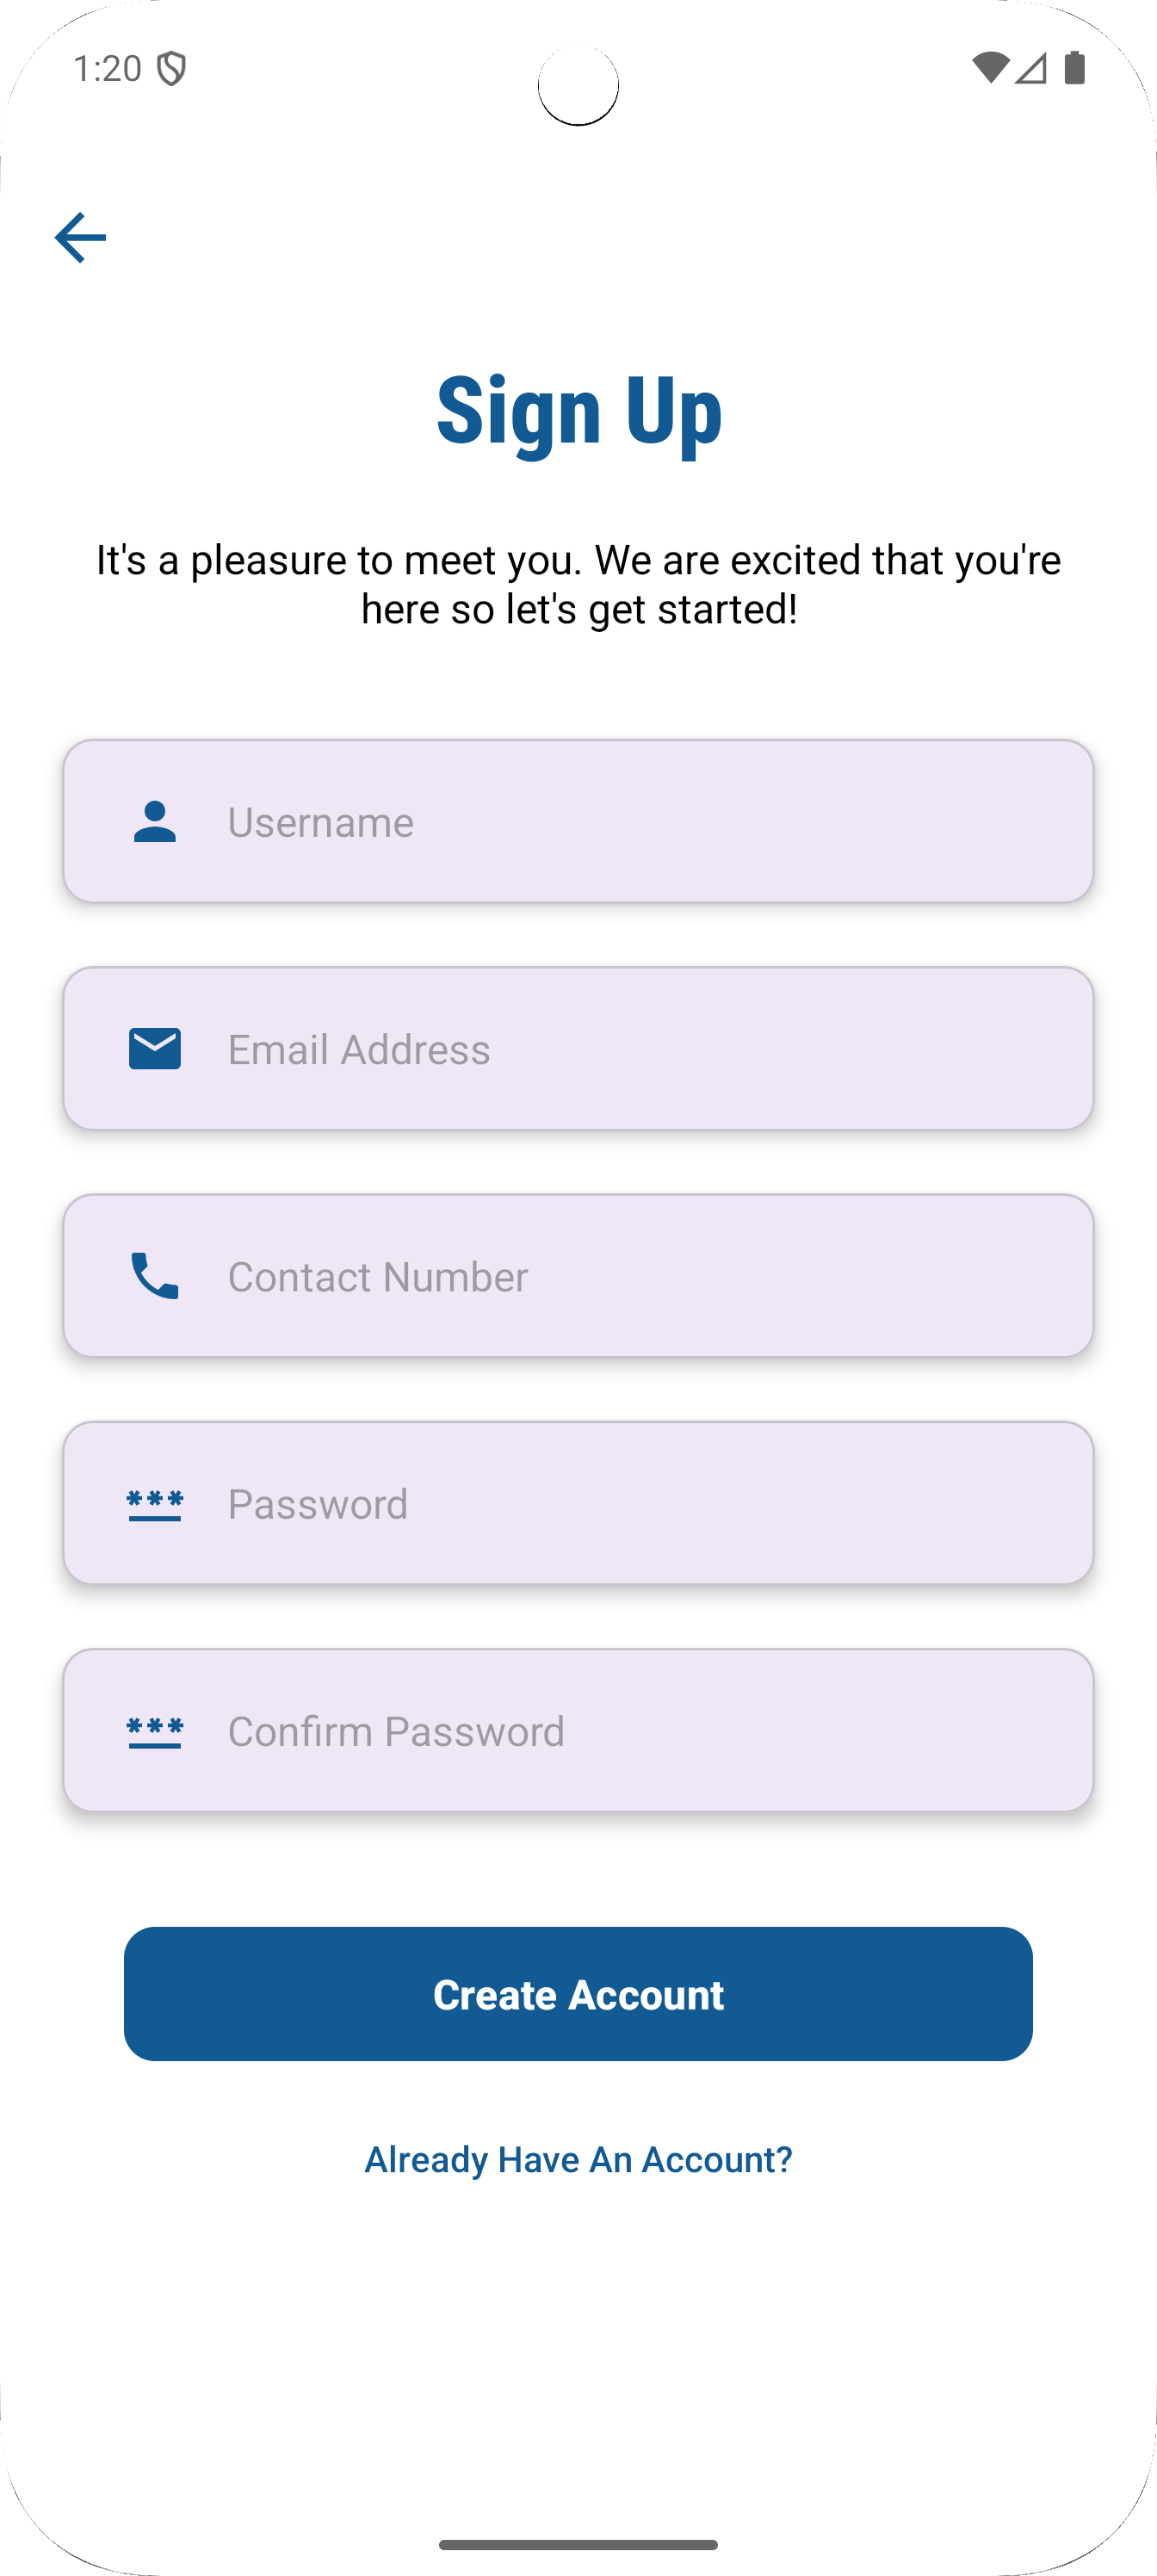 1:20
Sign Up
It's a pleasure to meet you. We are excited that you're
here so let's get started!
Username
Email Address
Contact Number
Password
Confirm Password
Create Account
Already Have An Account?